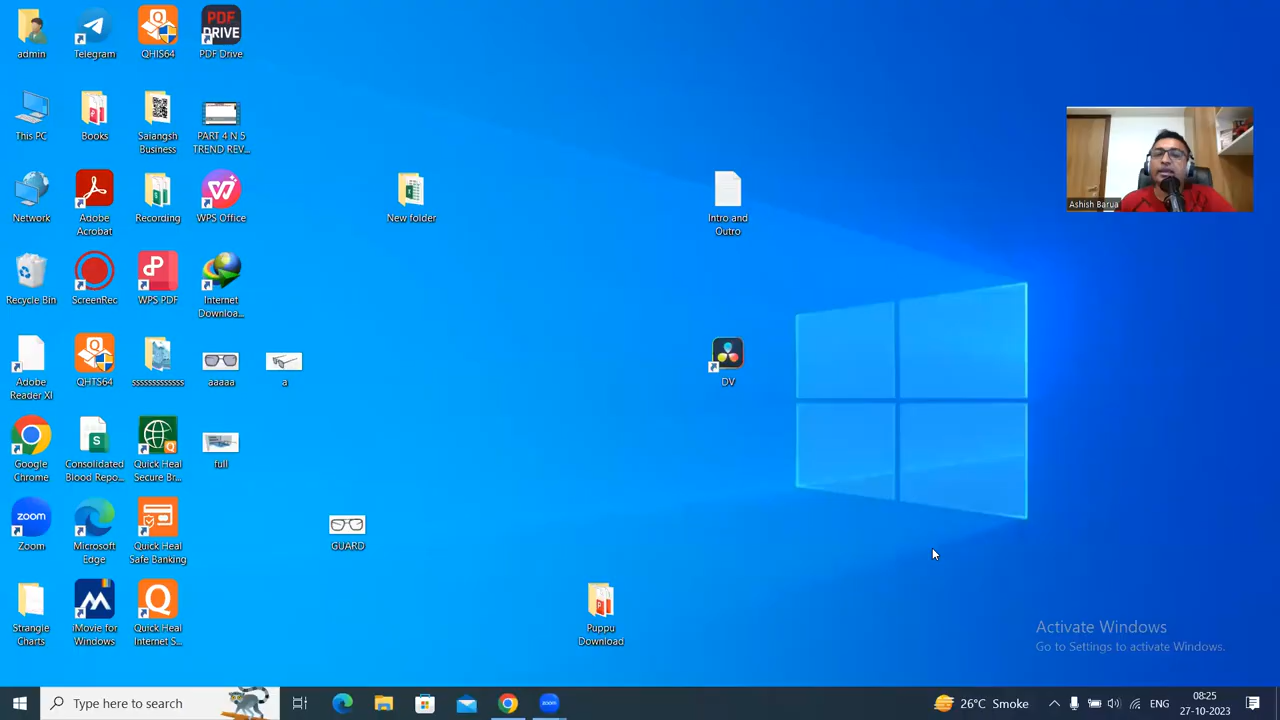 admin
Telegram
QHIS64
PDF
DRIVE
PDF Drive
This PC
Books
Saiangsh
Business
PART 4 N 5
TREND REV...
Network
Adobe
Acrobat
Recording
WPS Office
New folder
Intro and
Outro
Ashish Barua
Recycle Bin
ScreenRec
WPS PDF
Internet
Downloa...
Adobe
Reader XI
QHTS64
sssssssssssss
aaaaa
a
DV
Google
Chrome
Consolidated
Blood Repo...
Quick Heal
Secure Br...
full
zoom
Zoom
Microsoft
Edge
Quick Heal
Safe Banking
GUARD
Strangle
Charts
iMovie for
Windows
Quick Heal
Internet S...
Puppu
Download
Activate Windows
Go to Settings to activate Windows.
Type here to search
zoom
26°C Smoke
ENG
08:25
27-10-2023